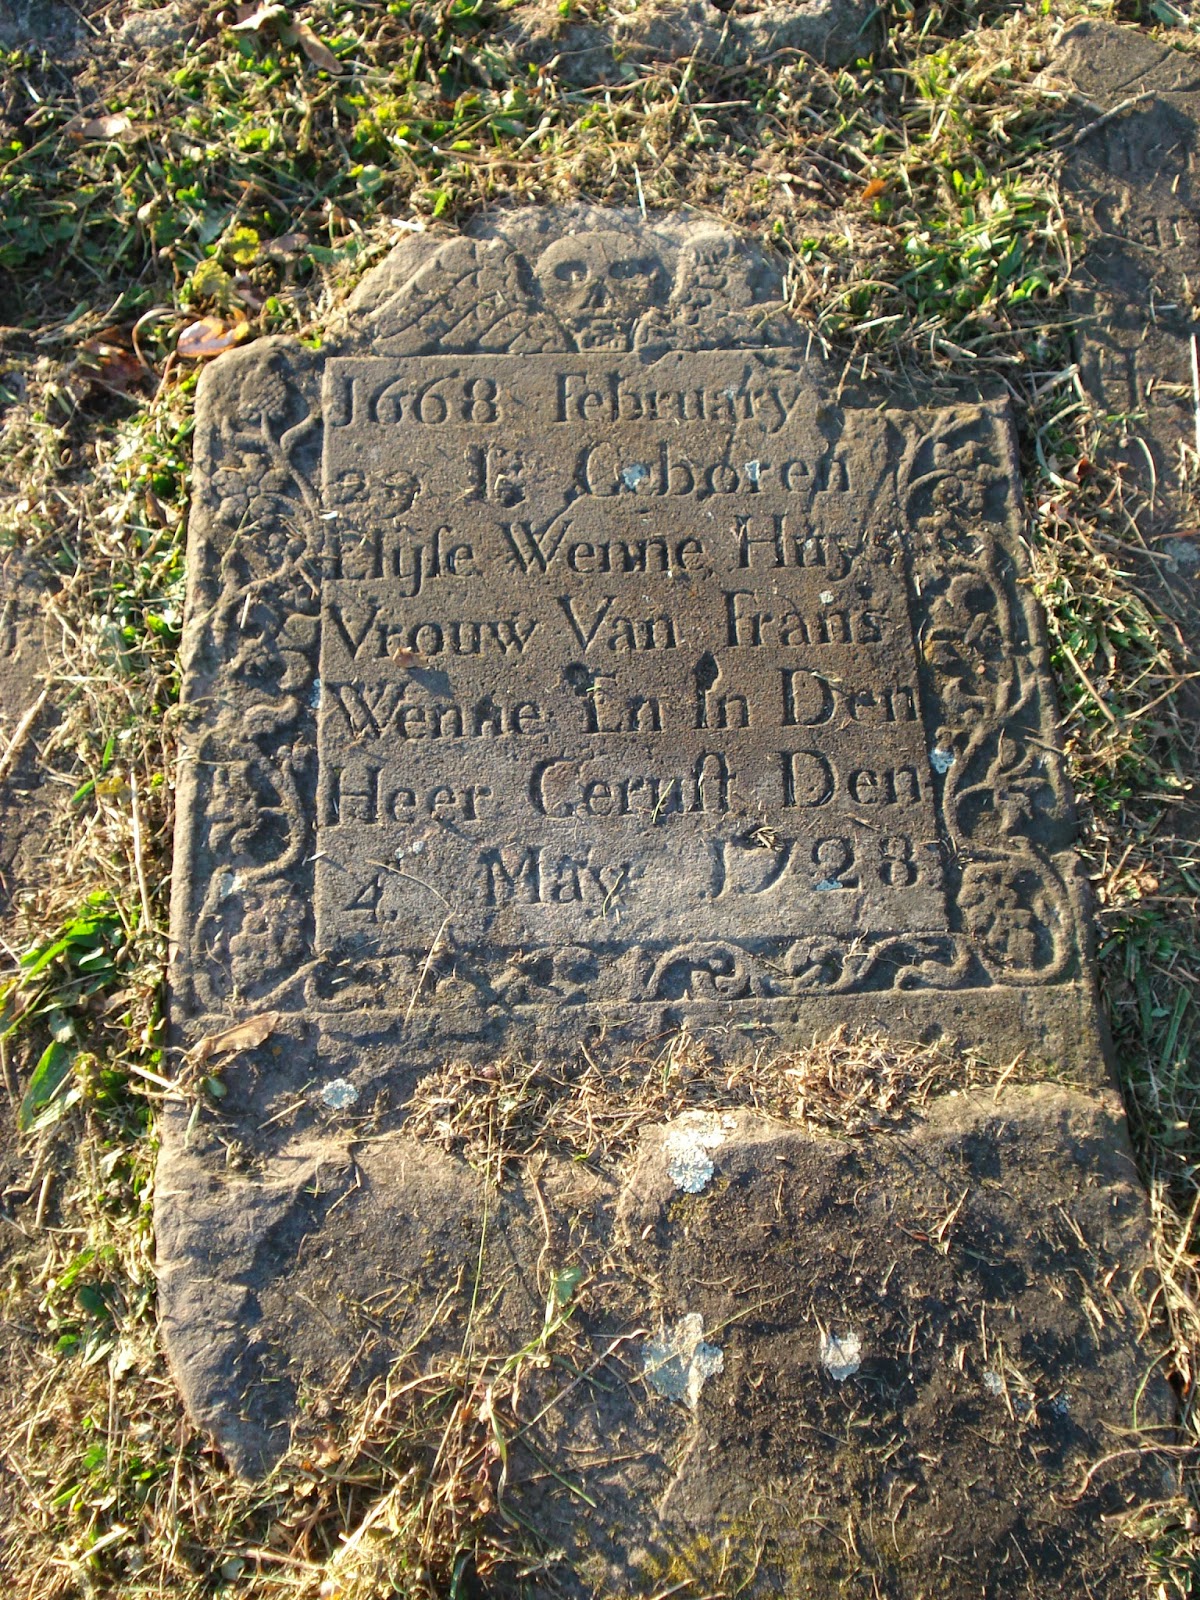 1668 February
29 Is Geboren
Elyſe Wenne, Huys
Vrouw Van Frans
Wenne En In Den
Heer Geruſt Den
4. May 1728